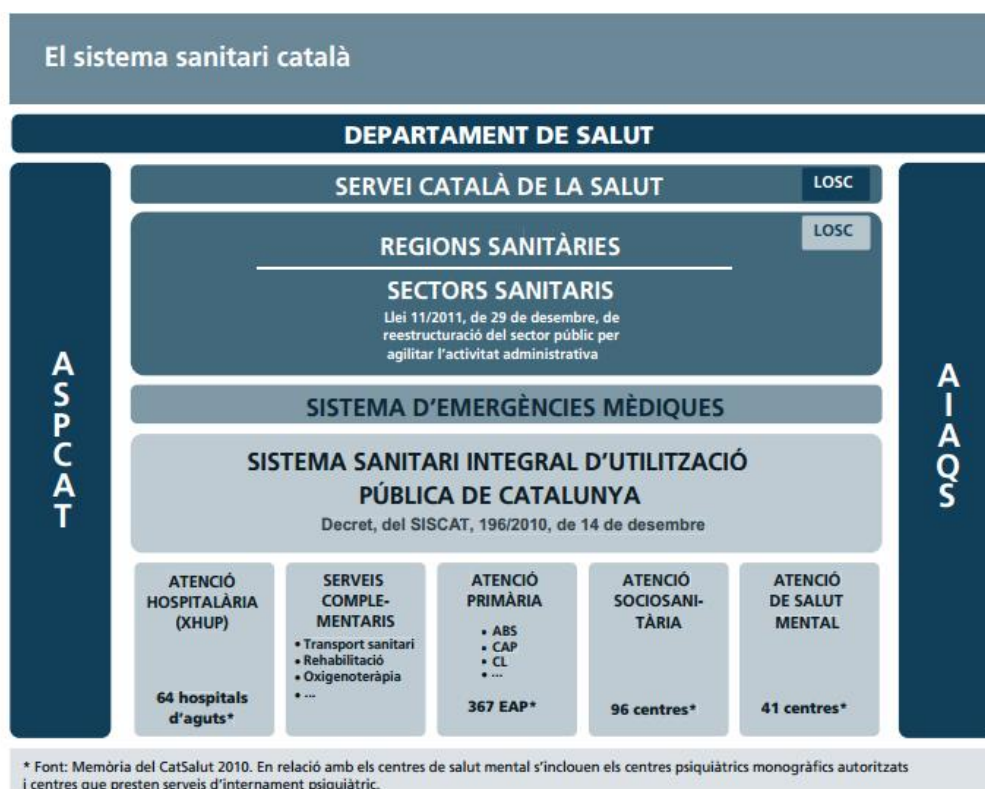 El sistema sanitari català
DEPARTAMENT DE SALUT
SERVEI CATALÀ DE LA SALUT
LOSC
LOSC
REGIONS SANITÀRIES
SECTORS SANITARIS
Llei 11/2011, de 29 de desembre, de
reestructuració del sector públic per
agilitar l'activitat administrativa
ASPCAT
AIAQS
SISTEMA D'EMERGÈNCIES MÈDIQUES
SISTEMA SANITARI INTEGRAL D'UTILITZACIÓ
PÚBLICA DE CATALUNYA
Decret, del SISCAT, 196/2010, de 14 de desembre
ATENCIÓ
HOSPITALÀRIA
(XHUP)
64 hospitals
d'aguts*
SERVEIS
COMPLE-
MENTARIS
• Transport sanitari
• Rehabilitació
• Oxigenoteràpia
• ...
ATENCIÓ
PRIMÀRIA
• ABS
• CAP
• CL
• ...
367 EAP*
ATENCIÓ
SOCIOSANI-
TÀRIA
96 centres*
ATENCIÓ
DE SALUT
MENTAL
41 centres*
* Font: Memòria del CatSalut 2010. En relació amb els centres de salut mental s'inclouen els centres psiquiàtrics monogràfics autoritzats
i centres que presten serveis d'internament psiquiàtric.